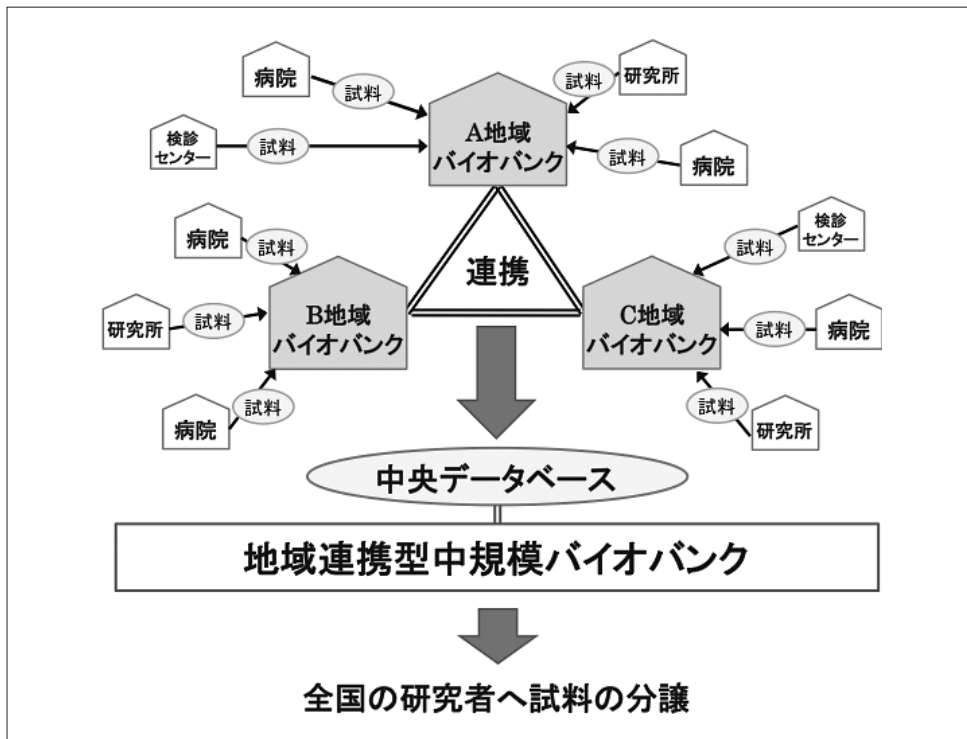 病院
試料
試料
研究所
A地域
バイオバンク
検診
センター
試料
試料
病院
病院
試料
検診
センター
試料
連携
研究所
試料
B地域
バイオバンク
C地域
バイオバンク
試料
病院
病院
試料
試料
研究所
中央データベース
地域連携型中規模バイオバンク
全国の研究者へ試料の分譲